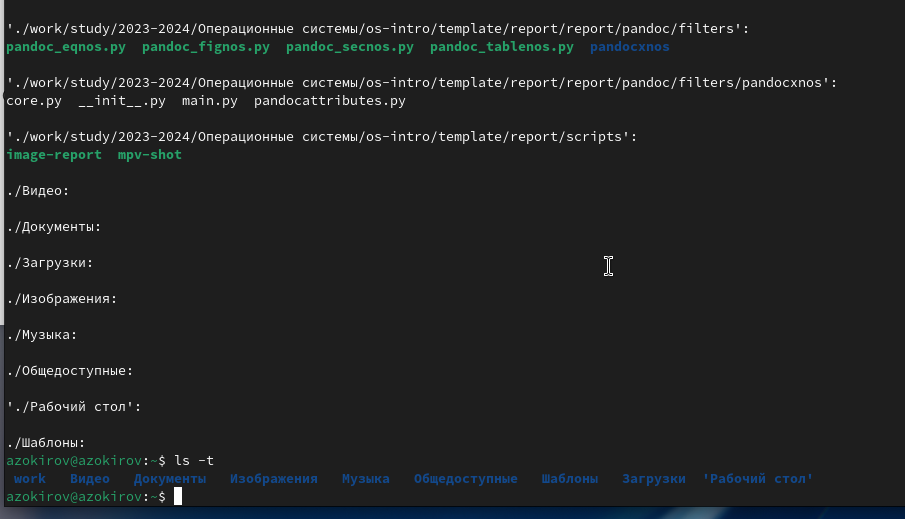 './work/study/2023-2024/Операционные системы/os-intro/template/report/report/pandoc/filters':
pandoc_eqnos.py  pandoc_fignos.py  pandoc_secnos.py  pandoc_tablenos.py  pandocxnos
'./work/study/2023-2024/Операционные системы/os-intro/template/report/report/pandoc/filters/pandocxnos':
core.py  __init__.py  main.py  pandocattributes.py
'./work/study/2023-2024/Операционные системы/os-intro/template/report/scripts':
image-report  mpv-shot
./Видео:
./Документы:
./Загрузки:
./Изображения:
./Музыка:
./Общедоступные:
'./Рабочий стол':
./Шаблоны:
azokirov@azokirov:~$ ls -t
work  Видео  Документы  Изображения  Музыка  Общедоступные  Шаблоны  Загрузки  'Рабочий стол'
azokirov@azokirov:~$